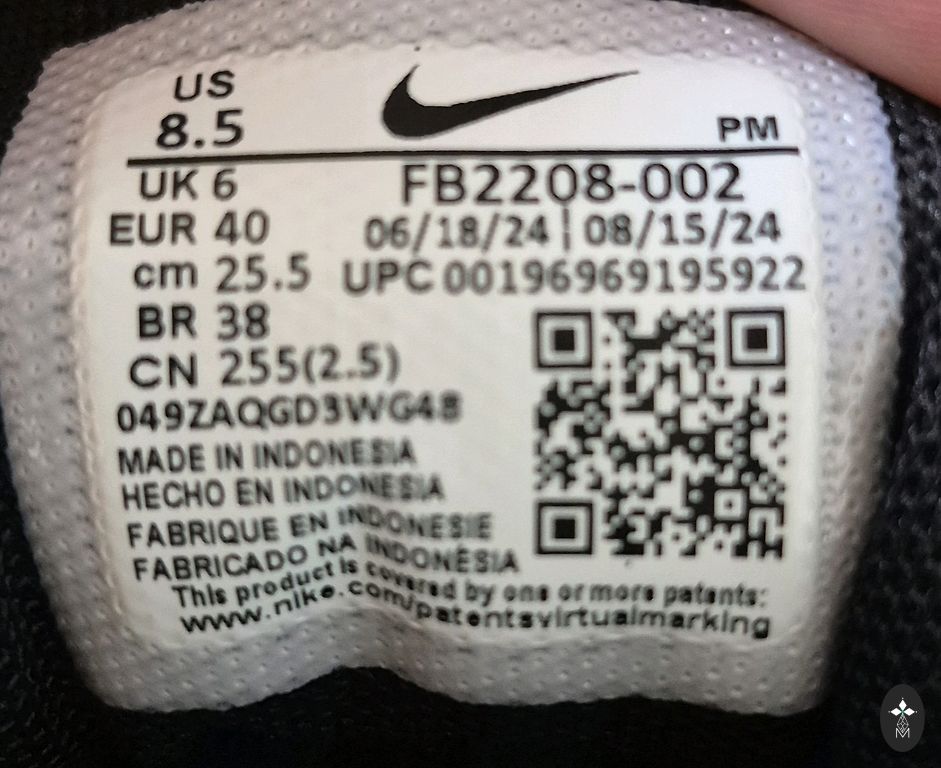 US
8.5
PM
UK 6
FB2208-002
EUR 40
06/18/24 | 08/15/24
cm 25.5
UPC 00196969195922
BR 38
CN 255(2.5)
049ZAQGD3WG48
MADE IN INDONESIA
HECHO EN INDONESIA
FABRIQUE EN INDONESIE
FABRICADO NA INDONÉSIA
This product is covered by one or more patents:
www.nike.com/patentsvirtualmarking
M